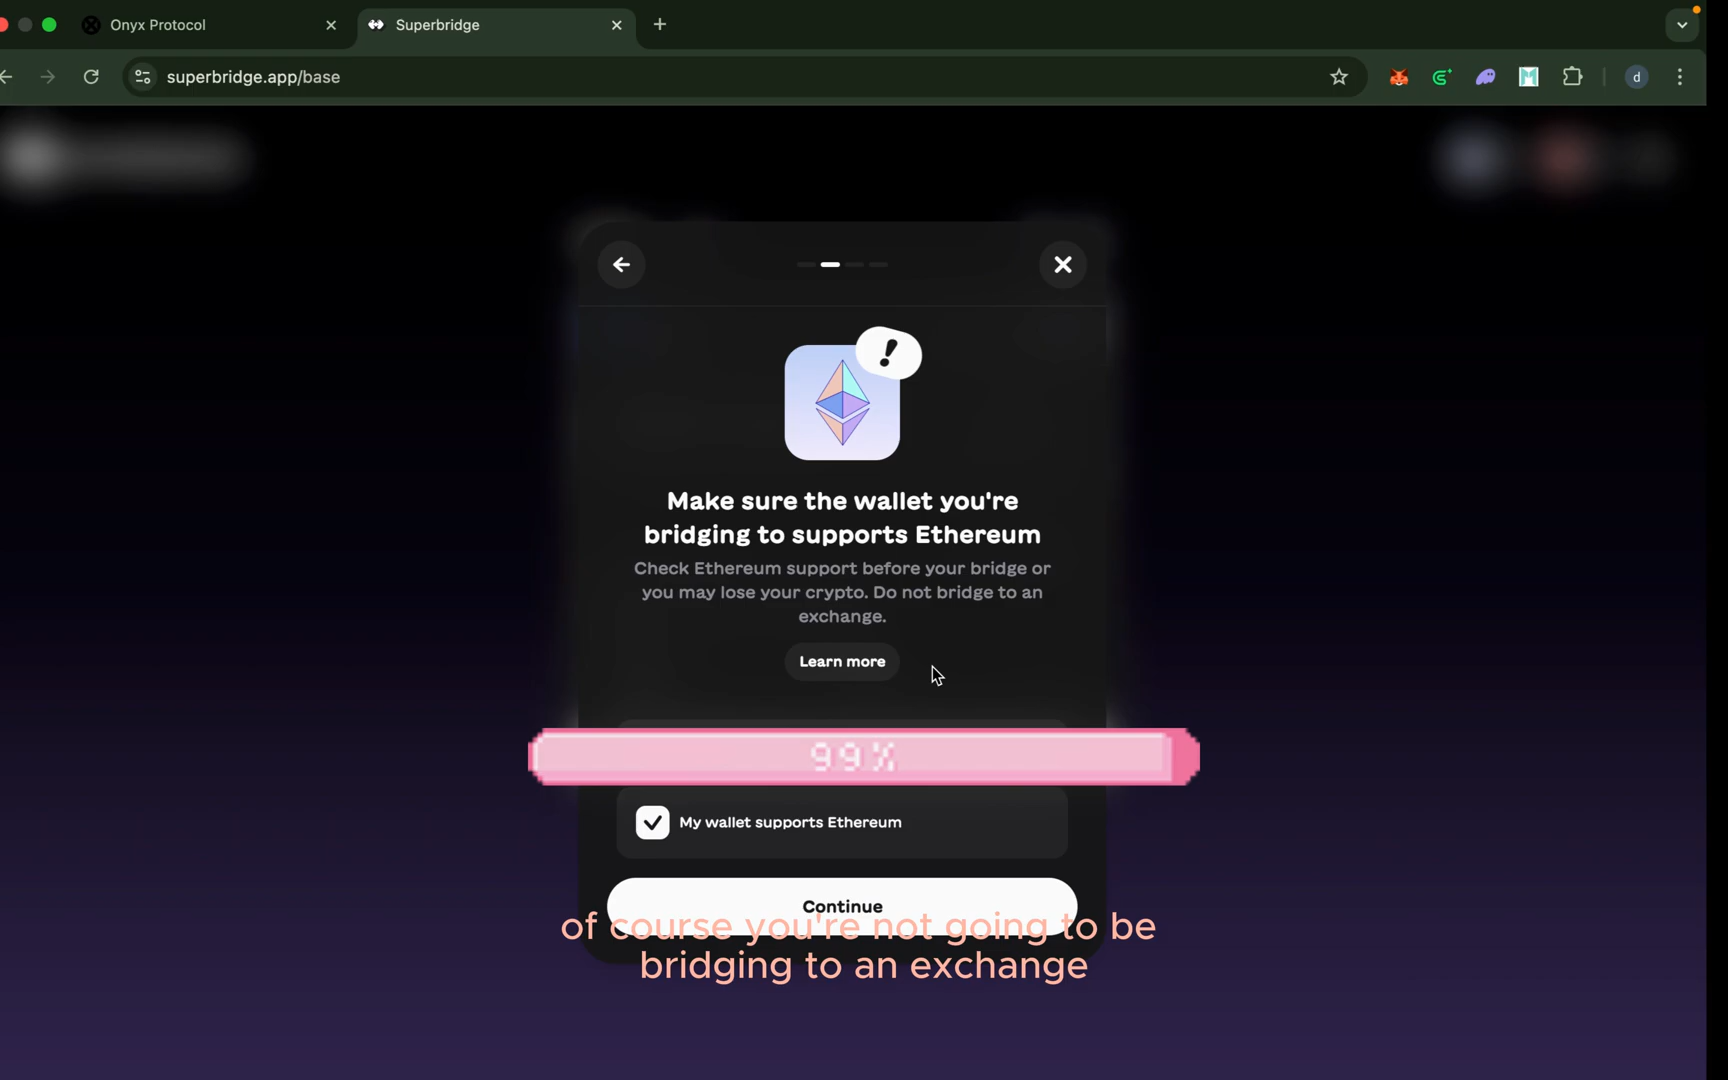 Onyx Protocol
Superbridge
superbridge.app/base
d
!
Make sure the wallet you're
bridging to supports Ethereum
Check Ethereum support before your bridge or
you may lose your crypto. Do not bridge to an
exchange.
Learn more
99%
My wallet supports Ethereum
Continue
of course you're not going to be
bridging to an exchange